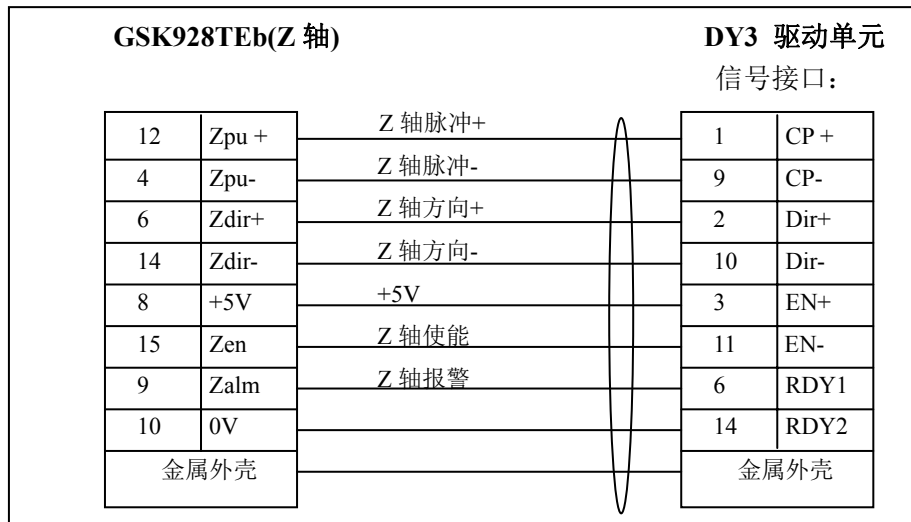 GSK928TEb(Z 轴) DY3 驱动单元
信号接口：
12 Zpu + Z 轴脉冲+ 1 CP +
4 Zpu- Z 轴脉冲- 9 CP-
6 Zdir+ Z 轴方向+ 2 Dir+
14 Zdir- Z 轴方向- 10 Dir-
8 +5V +5V 3 EN+
15 Zen Z 轴使能 11 EN-
9 Zalm Z 轴报警 6 RDY1
10 0V 14 RDY2
金属外壳 金属外壳